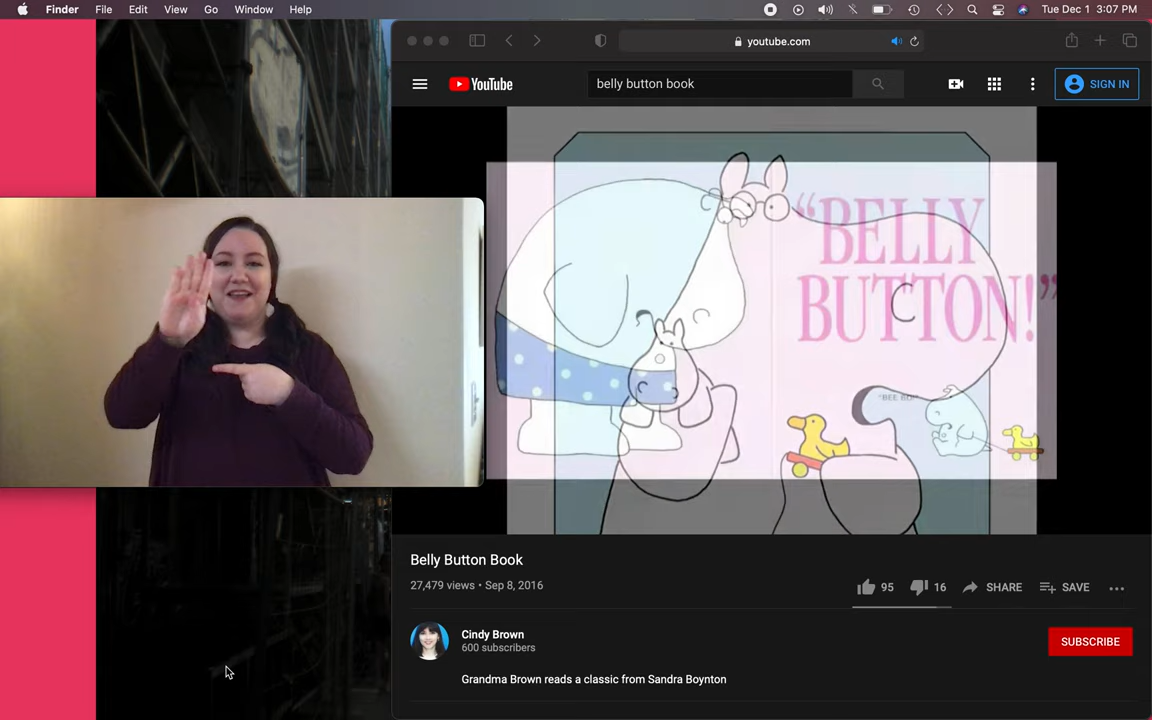 Finder File Edit View Go Window Help Tue Dec 1 3:07 PM
youtube.com
YouTube
belly button book
SIGN IN
“BELLY
BUTTON!”
Belly Button Book
27,479 views • Sep 8, 2016
95 16 SHARE SAVE
Cindy Brown
600 subscribers
SUBSCRIBE
Grandma Brown reads a classic from Sandra Boynton